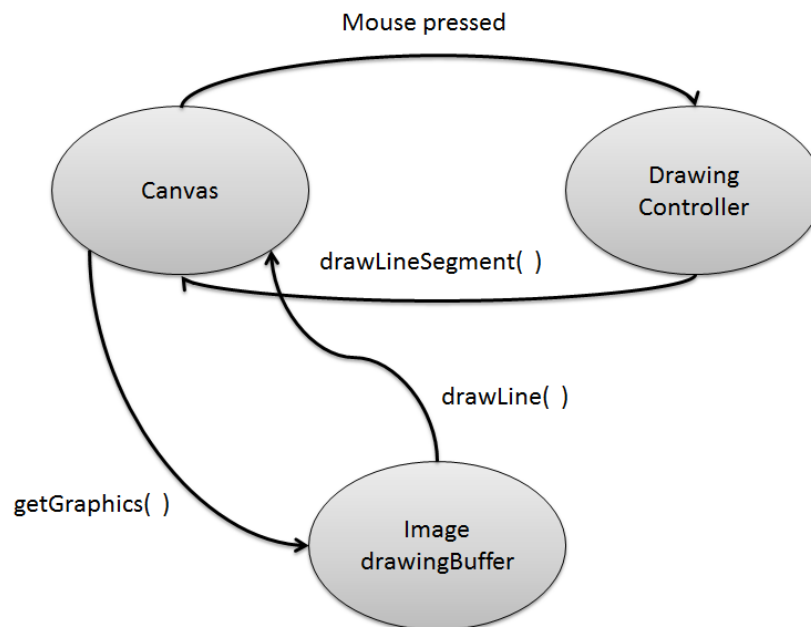 Mouse pressed
Canvas
Drawing
Controller
drawLineSegment( )
drawLine( )
getGraphics( )
Image
drawingBuffer